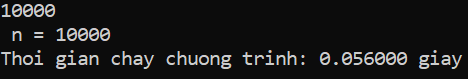 10000
n = 10000
Thoi gian chay chuong trinh: 0.056000 giay